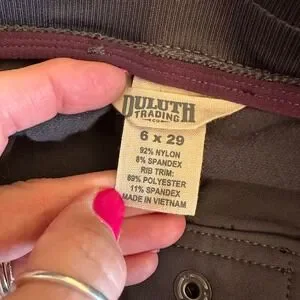 DULUTH
TRADING
CO
6 x 29
92% NYLON
8% SPANDEX
RIB TRIM:
89% POLYESTER
11% SPANDEX
MADE IN VIETNAM